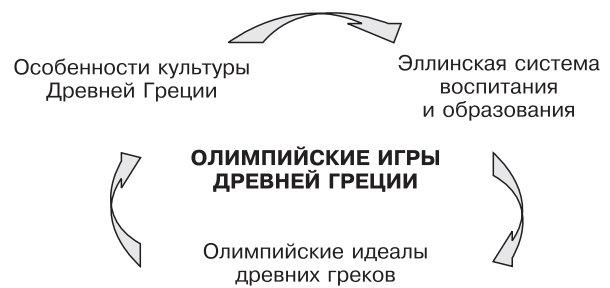 Особенности культуры
Древней Греции
Эллинская система
воспитания
и образования
ОЛИМПИЙСКИЕ ИГРЫ
ДРЕВНЕЙ ГРЕЦИИ
Олимпийские идеалы
древних греков